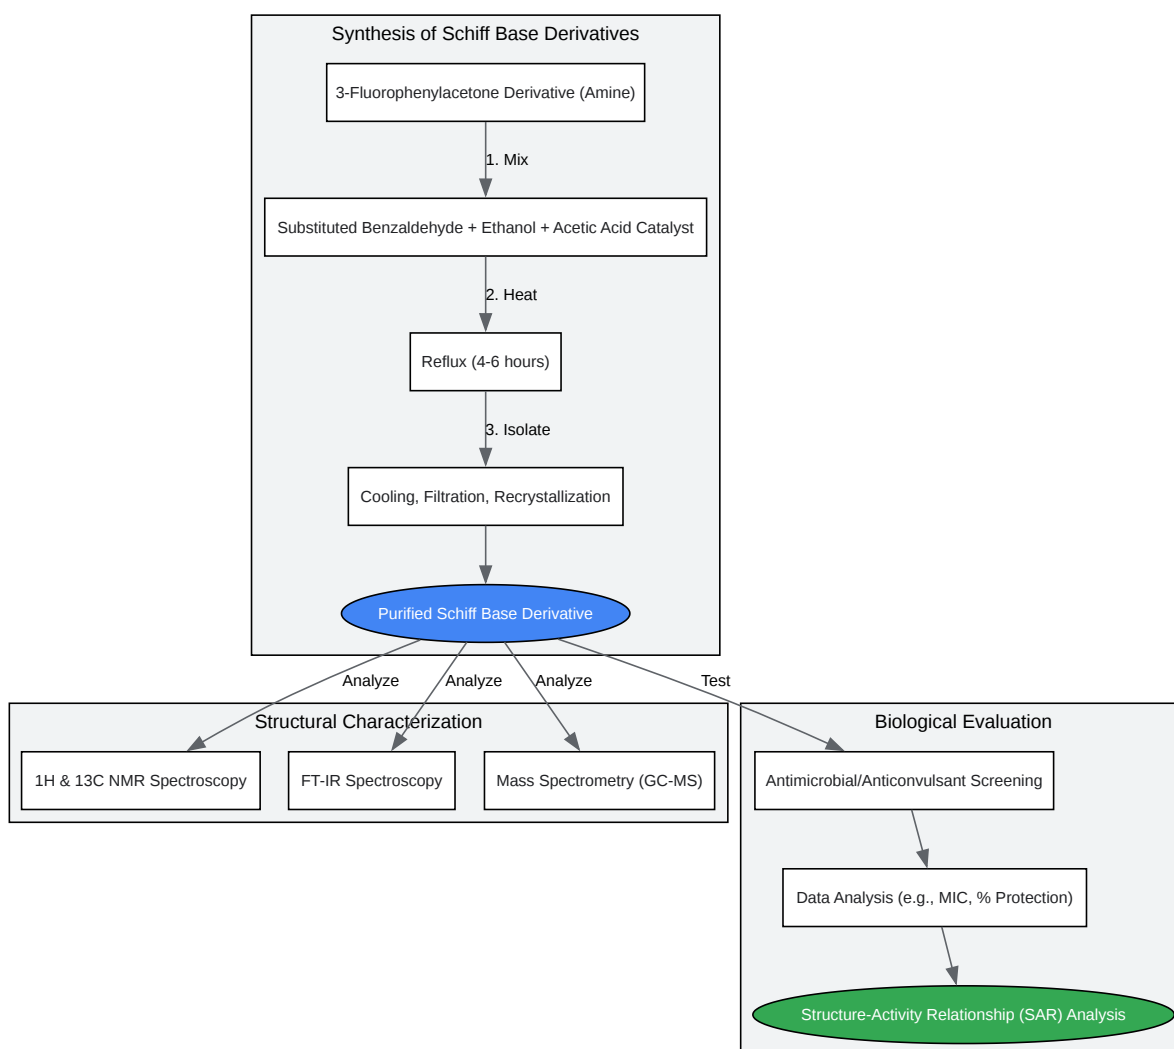 Synthesis of Schiff Base Derivatives
3-Fluorophenylacetone Derivative (Amine)
1. Mix
Substituted Benzaldehyde + Ethanol + Acetic Acid Catalyst
2. Heat
Reflux (4-6 hours)
3. Isolate
Cooling, Filtration, Recrystallization
Purified Schiff Base Derivative
Analyze
Analyze
Analyze
Test
Structural Characterization
1H & 13C NMR Spectroscopy
FT-IR Spectroscopy
Mass Spectrometry (GC-MS)
Biological Evaluation
Antimicrobial/Anticonvulsant Screening
Data Analysis (e.g., MIC, % Protection)
Structure-Activity Relationship (SAR) Analysis